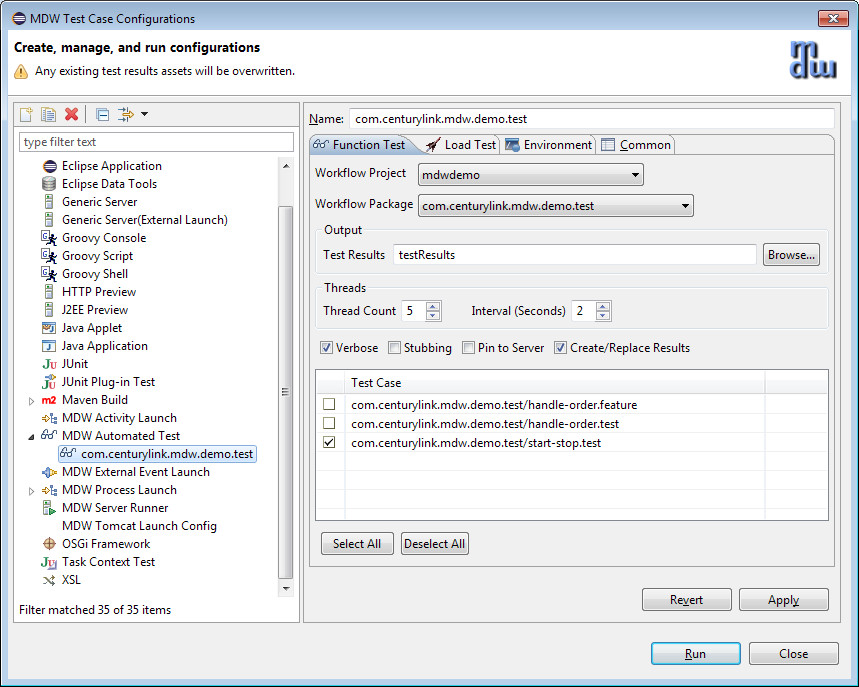 MDW Test Case Configurations
Create, manage, and run configurations
Any existing test results assets will be overwritten.
mdw
type filter text
Eclipse Application
Eclipse Data Tools
Generic Server
Generic Server(External Launch)
Groovy Console
Groovy Script
Groovy Shell
HTTP Preview
J2EE Preview
Java Applet
Java Application
JUnit
JUnit Plug-in Test
m2 Maven Build
MDW Activity Launch
MDW Automated Test
com.centurylink.mdw.demo.test
MDW External Event Launch
MDW Process Launch
MDW Server Runner
MDW Tomcat Launch Config
OSGi Framework
Task Context Test
XSL
Filter matched 35 of 35 items
Name: com.centurylink.mdw.demo.test
Function Test Load Test Environment Common
Workflow Project mdwdemo
Workflow Package com.centurylink.mdw.demo.test
Output
Test Results testResults Browse...
Threads
Thread Count 5 Interval (Seconds) 2
Verbose Stubbing Pin to Server Create/Replace Results
Test Case
com.centurylink.mdw.demo.test/handle-order.feature
com.centurylink.mdw.demo.test/handle-order.test
com.centurylink.mdw.demo.test/start-stop.test
Select All Deselect All
Revert Apply
Run Close